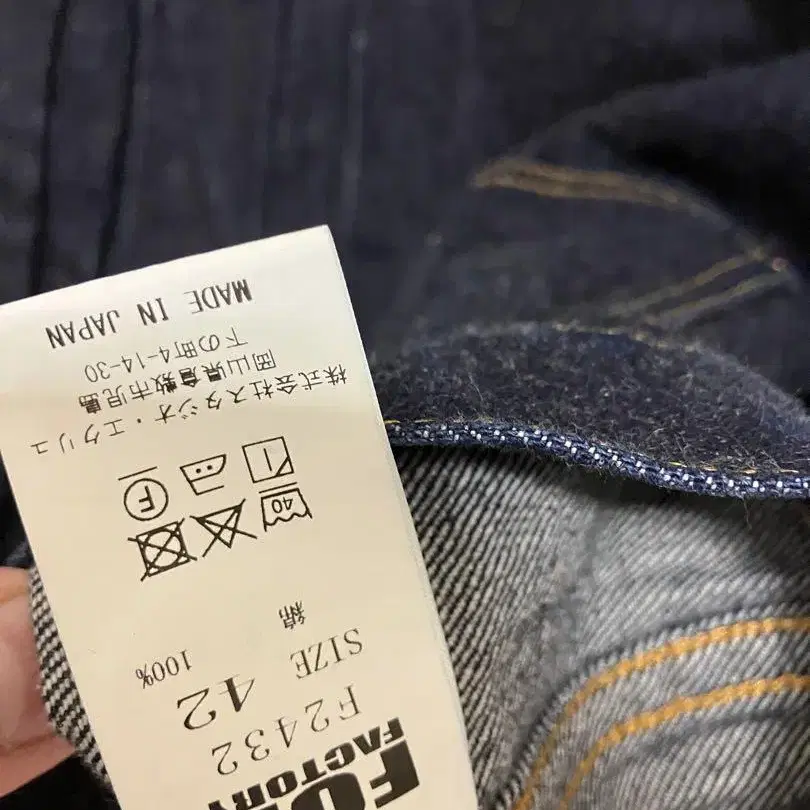 FACTORY
F2432
SIZE 42
綿 100%
40
F
株式会社スタジオ・エクリュ
岡山県倉敷市児島
下の町4-14-30
MADE IN JAPAN